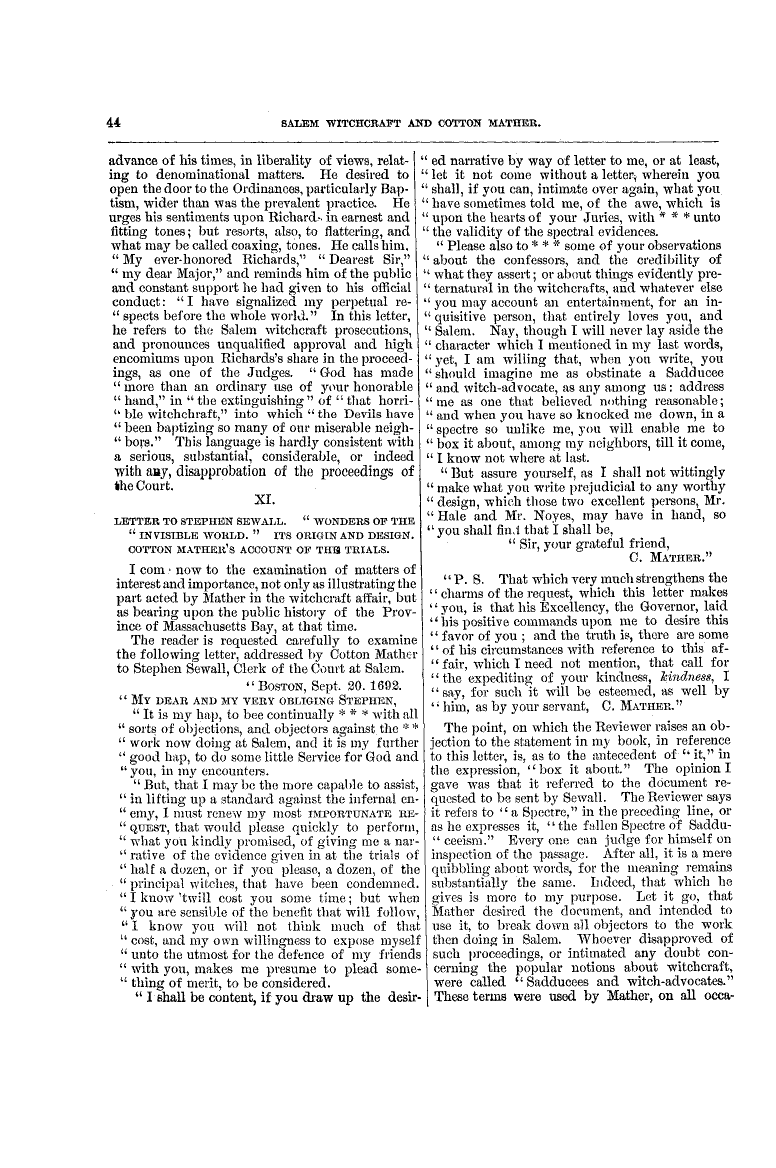 44
SALEM WITCHCRAFT AND COTTON MATHER.
advance of his times, in liberality of views, relat-
ing to denominational matters. He desired to
open the door to the Ordinances, particularly Bap-
tism, wider than was the prevalent practice. He
urges his sentiments upon Richards in earnest and
fitting tones; but resorts, also, to flattering, and
what may be called coaxing, tones. He calls him,
" My ever-honored Richards," " Dearest Sir,"
" my dear Major," and reminds him of the public
and constant support he had given to his official
conduct: " I have signalized my perpetual re-
" spects before the whole world." In this letter,
he refers to the Salem witchcraft prosecutions,
and pronounces unqualified approval and high
encomiums upon Richards's share in the proceed-
ings, as one of the Judges. " God has made
" more than an ordinary use of your honorable
" hand," in " the extinguishing " of " that horri-
" ble witchchraft," into which " the Devils have
" been baptizing so many of our miserable neigh-
" bors." This language is hardly consistent with
a serious, substantial, considerable, or indeed
with any, disapprobation of the proceedings of
the Court.
XI.
LETTER TO STEPHEN SEWALL. " WONDERS OF THE
" INVISIBLE WORLD. " ITS ORIGIN AND DESIGN.
COTTON MATHER'S ACCOUNT OF THE TRIALS.
I com now to the examination of matters of
interest and importance, not only as illustrating the
part acted by Mather in the witchcraft affair, but
as bearing upon the public history of the Prov-
ince of Massachusetts Bay, at that time.
The reader is requested carefully to examine
the following letter, addressed by Cotton Mather
to Stephen Sewall, Clerk of the Court at Salem.
" BOSTON, Sept. 20. 1692.
" MY DEAR AND MY VERY OBLIGING STEPHEN,
" It is my hap, to bee continually * * * with all
" sorts of objections, and objectors against the * *
" work now doing at Salem, and it is my further
" good hap, to do some little Service for God and
" you, in my encounters.
" But, that I may be the more capable to assist,
" in lifting up a standard against the infernal en-
" emy, I must renew my most IMPORTUNATE RE-
" QUEST, that would please quickly to perform,
" what you kindly promised, of giving me a nar-
" rative of the evidence given in at the trials of
" half a dozen, or if you please, a dozen, of the
" principal witches, that have been condemned.
" I know 'twill cost you some time; but when
" you are sensible of the benefit that will follow,
" I know you will not think much of that
" cost, and my own willingness to expose myself
" unto the utmost for the defence of my friends
" with you, makes me presume to plead some-
" thing of merit, to be considered.
" I shall be content, if you draw up the desir-
" ed narrative by way of letter to me, or at least,
" let it not come without a letter, wherein you
" shall, if you can, intimate over again, what you
" have sometimes told me, of the awe, which is
" upon the hearts of your Juries, with * * * unto
" the validity of the spectral evidences.
" Please also to * * * some of your observations
" about the confessors, and the credibility of
" what they assert; or about things evidently pre-
" ternatural in the witchcrafts, and whatever else
" you may account an entertainment, for an in-
" quisitive person, that entirely loves you, and
" Salem. Nay, though I will never lay aside the
" character which I mentioned in my last words,
" yet, I am willing that, when you write, you
" should imagine me as obstinate a Sadducee
" and witch-advocate, as any among us: address
" me as one that believed nothing reasonable;
" and when you have so knocked me down, in a
" spectre so unlike me, you will enable me to
" box it about, among my neighbors, till it come,
" I know not where at last.
" But assure yourself, as I shall not wittingly
" make what you write prejudicial to any worthy
" design, which those two excellent persons, Mr.
" Hale and Mr. Noyes, may have in hand, so
" you shall find that I shall be,
" Sir, your grateful friend,
C. MATHER."
" P. S. That which very much strengthens the
" charms of the request, which this letter makes
" you, is that his Excellency, the Governor, laid
" his positive commands upon me to desire this
" favor of you ; and the truth is, there are some
" of his circumstances with reference to this af-
" fair, which I need not mention, that call for
" the expediting of your kindness, kindness, I
" say, for such it will be esteemed, as well by
" him, as by your servant, C. MATHER."
The point, on which the Reviewer raises an ob-
jection to the statement in my book, in reference
to this letter, is, as to the antecedent of " it," in
the expression, " box it about." The opinion I
gave was that it referred to the document re-
quested to be sent by Sewall. The Reviewer says
it refers to " a Spectre," in the preceding line, or
as he expresses it, " the fallen Spectre of Saddu-
" ceeism." Every one can judge for himself on
inspection of the passage. After all, it is a mere
quibbling about words, for the meaning remains
substantially the same. Indeed, that which he
gives is more to my purpose. Let it go, that
Mather desired the document, and intended to
use it, to break down all objectors to the work
then doing in Salem. Whoever disapproved of
such proceedings, or intimated any doubt con-
cerning the popular notions about witchcraft,
were called " Sadducees and witch-advocates."
These terms were used by Mather, on all occa-